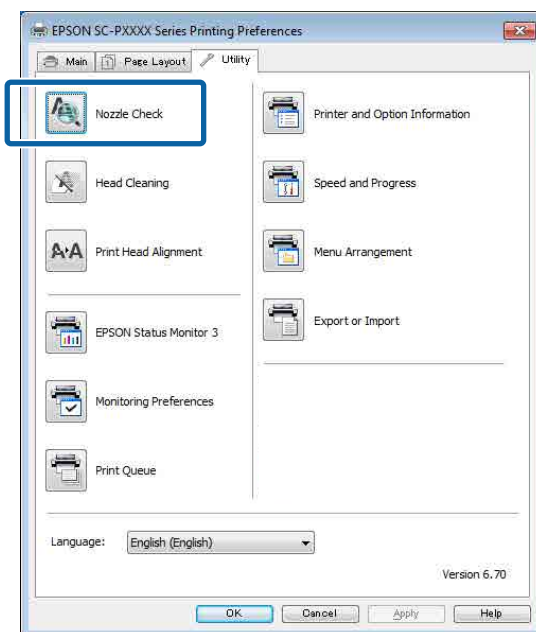 EPSON SC-PXXXX Series Printing Preferences
Main Page Layout Utility
Nozzle Check
Printer and Option Information
Head Cleaning
Speed and Progress
A A Print Head Alignment
Menu Arrangement
EPSON Status Monitor 3
Export or Import
Monitoring Preferences
Print Queue
Language: English (English)
Version 6.70
OK Cancel Apply Help